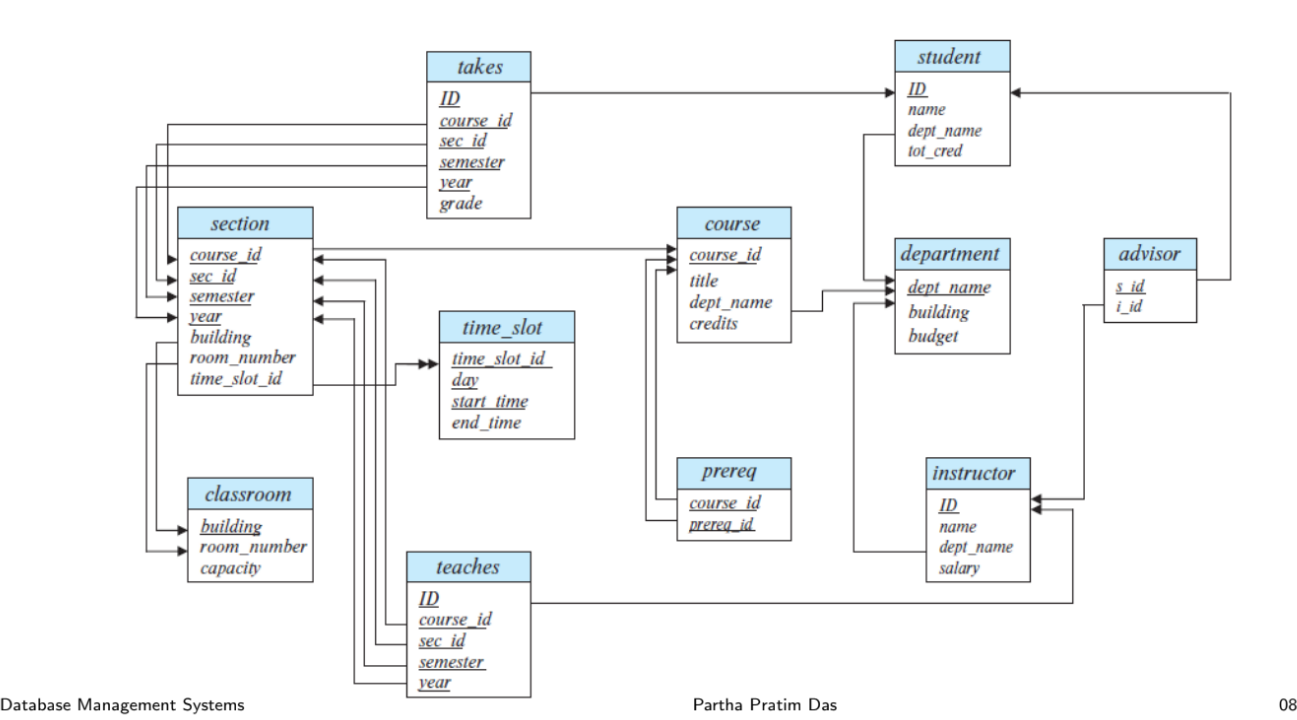 takes
ID
course_id
sec_id
semester
year
grade
student
ID
name
dept_name
tot_cred
section
course_id
sec_id
semester
year
building
room_number
time_slot_id
course
course_id
title
dept_name
credits
department
dept_name
building
budget
advisor
s_id
i_id
time_slot
time_slot_id
day
start_time
end_time
prereq
course_id
prereq_id
instructor
ID
name
dept_name
salary
classroom
building
room_number
capacity
teaches
ID
course_id
sec_id
semester
year
Database Management Systems
Partha Pratim Das
08